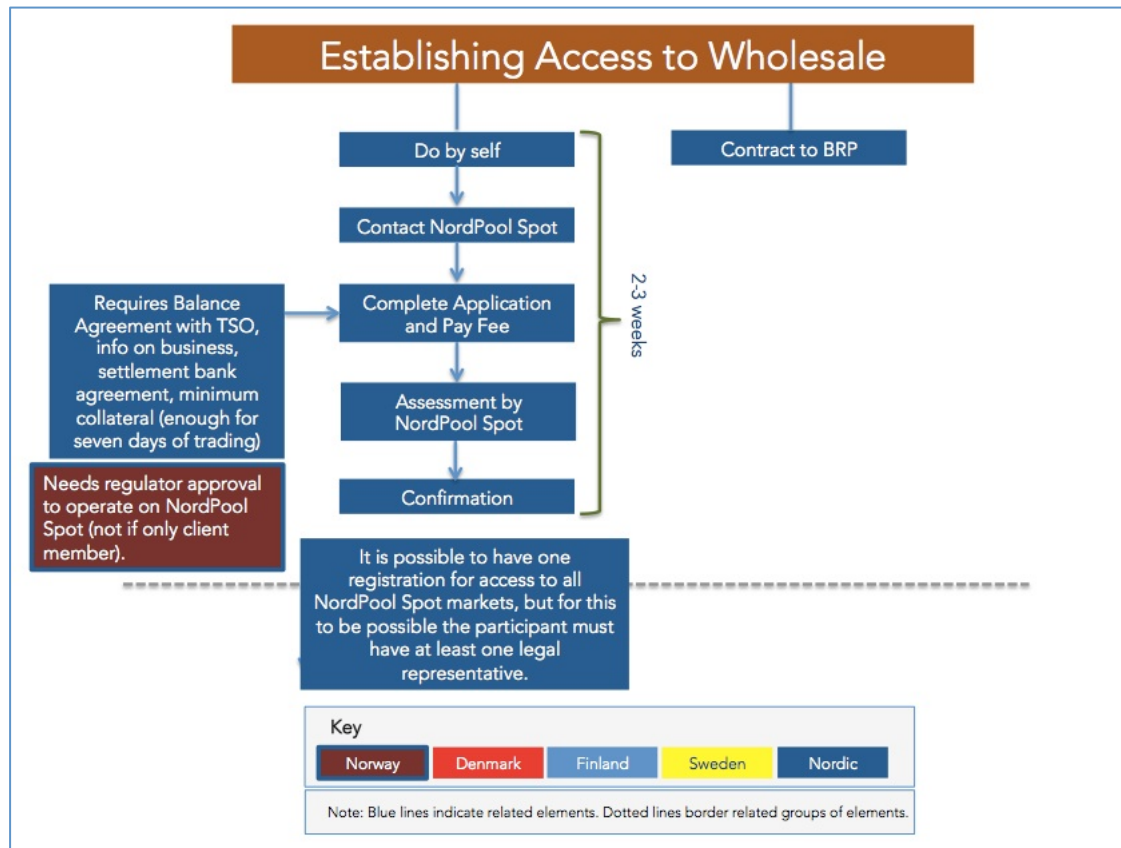 Establishing Access to Wholesale
Do by self
Contract to BRP
Contact NordPool Spot
Complete Application
and Pay Fee
Requires Balance
Agreement with TSO,
info on business,
settlement bank
agreement, minimum
collateral (enough for
seven days of trading)
2-3 weeks
Assessment by
NordPool Spot
Needs regulator approval
to operate on NordPool
Spot (not if only client
member).
Confirmation
It is possible to have one
registration for access to all
NordPool Spot markets, but for this
to be possible the participant must
have at least one legal
representative.
Key
Norway
Denmark
Finland
Sweden
Nordic
Note: Blue lines indicate related elements. Dotted lines border related groups of elements.